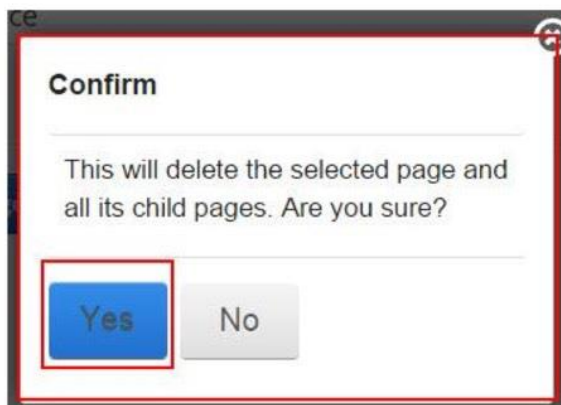 ce
Confirm
This will delete the selected page and
all its child pages. Are you sure?
Yes
No